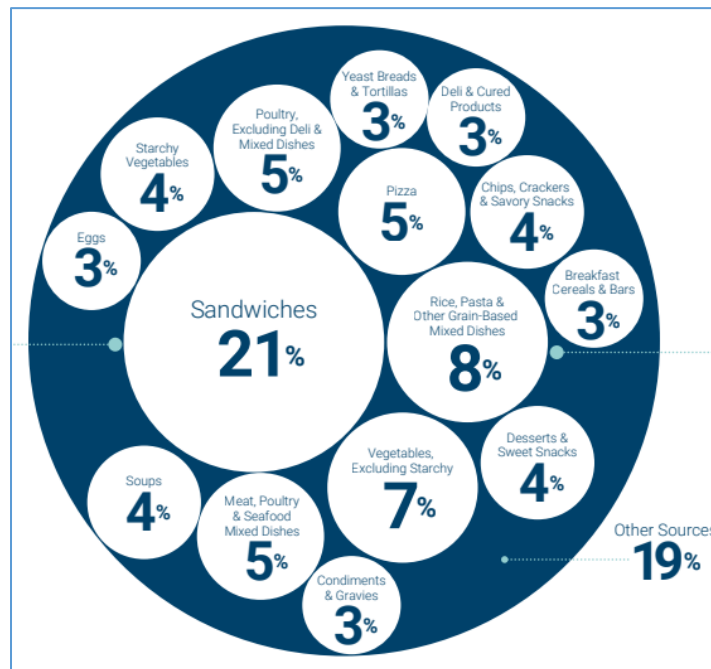 Yeast Breads
& Tortillas
3%
Deli & Cured
Products
3%
Poultry,
Excluding Deli &
Mixed Dishes
5%
Starchy
Vegetables
4%
Pizza
5%
Chips, Crackers
& Savory Snacks
4%
Eggs
3%
Breakfast
Cereals & Bars
3%
Sandwiches
21%
Rice, Pasta &
Other Grain-Based
Mixed Dishes
8%
Desserts &
Sweet Snacks
4%
Vegetables,
Excluding Starchy
7%
Soups
4%
Meat, Poultry
& Seafood
Mixed Dishes
5%
Other Sources
19%
Condiments
& Gravies
3%